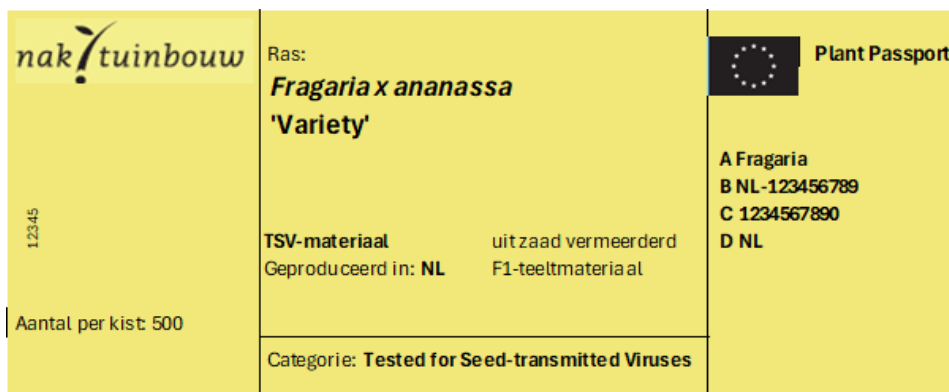 nak tuinbouw
12345
Aantal per kist: 500
Ras:
Fragaria x ananassa
'Variety'
TSV-materiaal uit zaad vermeerderd
Geproduceerd in: NL F1-teeltmateriaal
Categorie: Tested for Seed-transmitted Viruses
Plant Passport
A Fragaria
B NL-123456789
C 1234567890
D NL